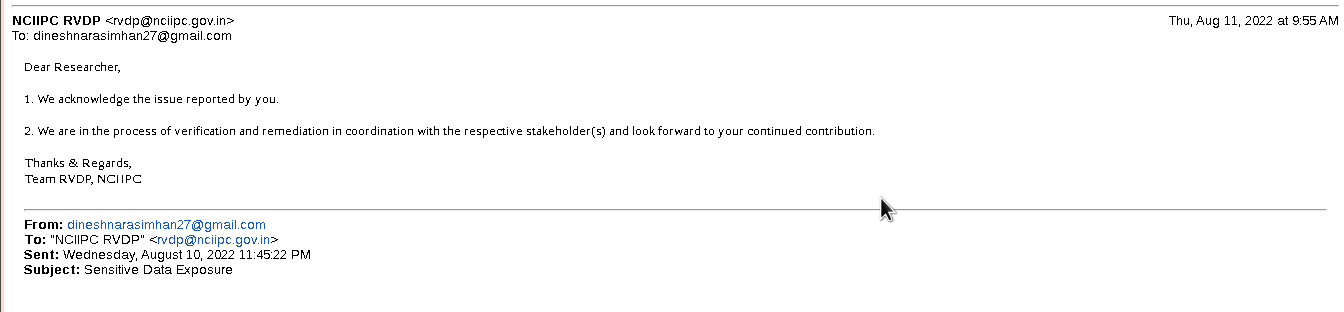 NCIIPC RVDP <rvdp@nciipc.gov.in> Thu, Aug 11, 2022 at 9:55 AM
To: dineshnarasimhan27@gmail.com
Dear Researcher,
1. We acknowledge the issue reported by you.
2. We are in the process of verification and remediation in coordination with the respective stakeholder(s) and look forward to your continued contribution.
Thanks & Regards,
Team RVDP, NCIIPC
From: dineshnarasimhan27@gmail.com
To: "NCIIPC RVDP" <rvdp@nciipc.gov.in>
Sent: Wednesday, August 10, 2022 11:45:22 PM
Subject: Sensitive Data Exposure